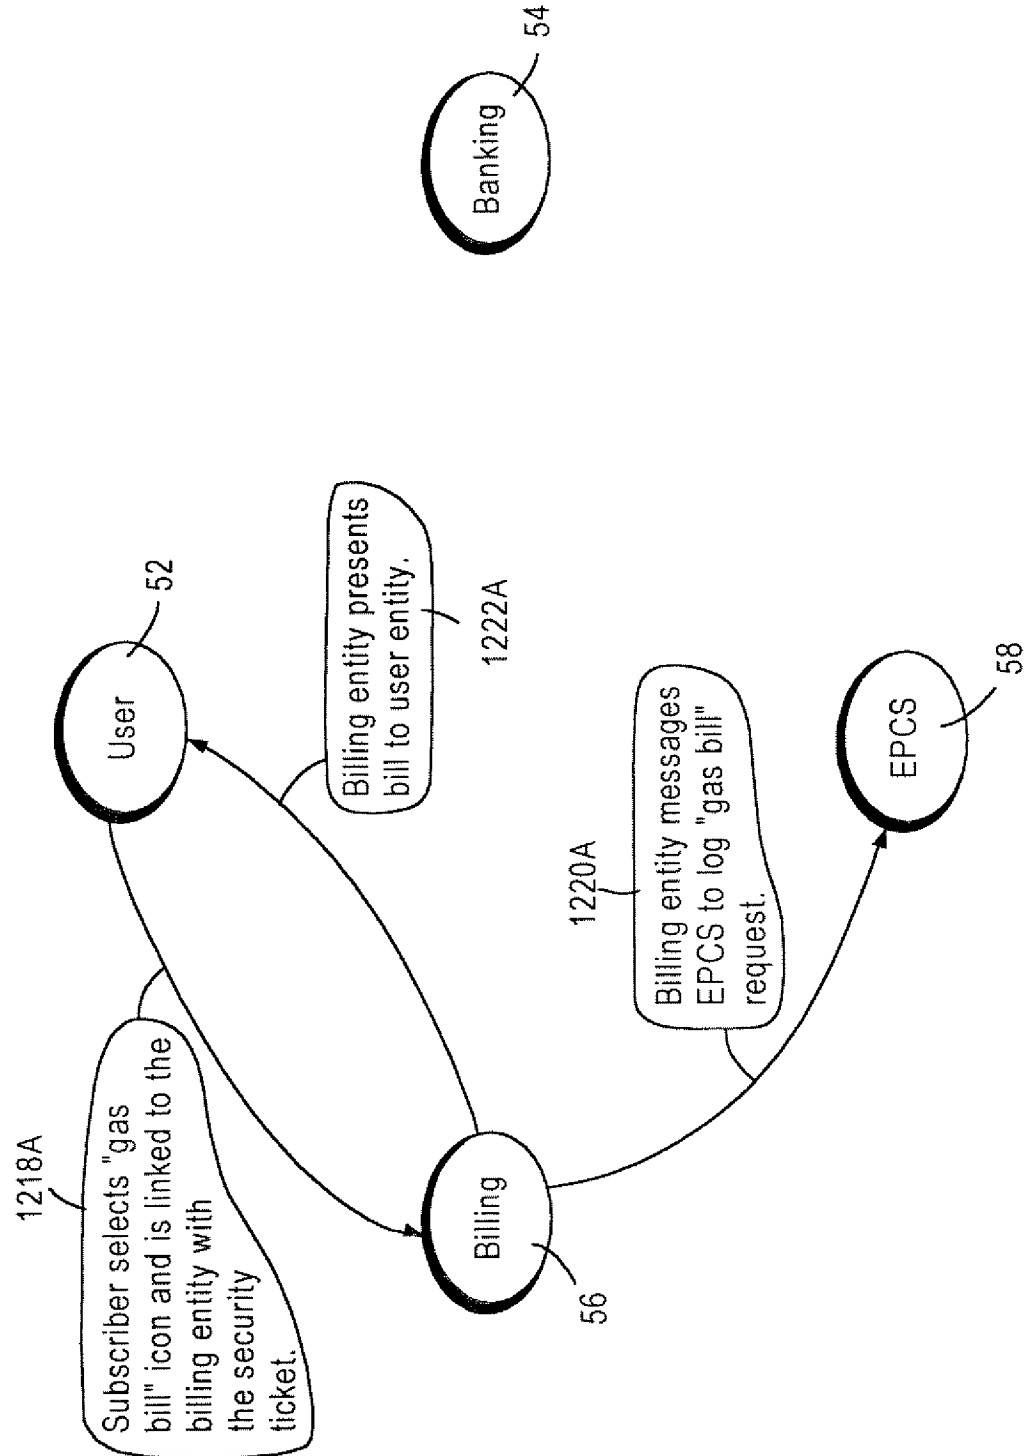 1218A
Subscriber selects "gas
bill" icon and is linked to the
billing entity with
the security
ticket.
User
52
Billing entity presents
bill to user entity.
1222A
Billing
56
Banking
54
1220A
Billing entity messages
EPCS to log "gas bill"
request.
EPCS
58